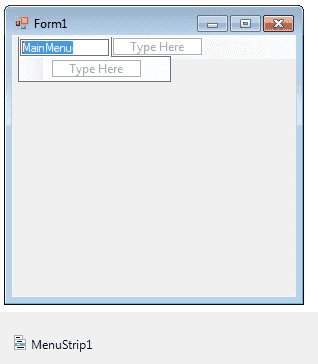 Form1
MainMenu Type Here
Type Here
MenuStrip1